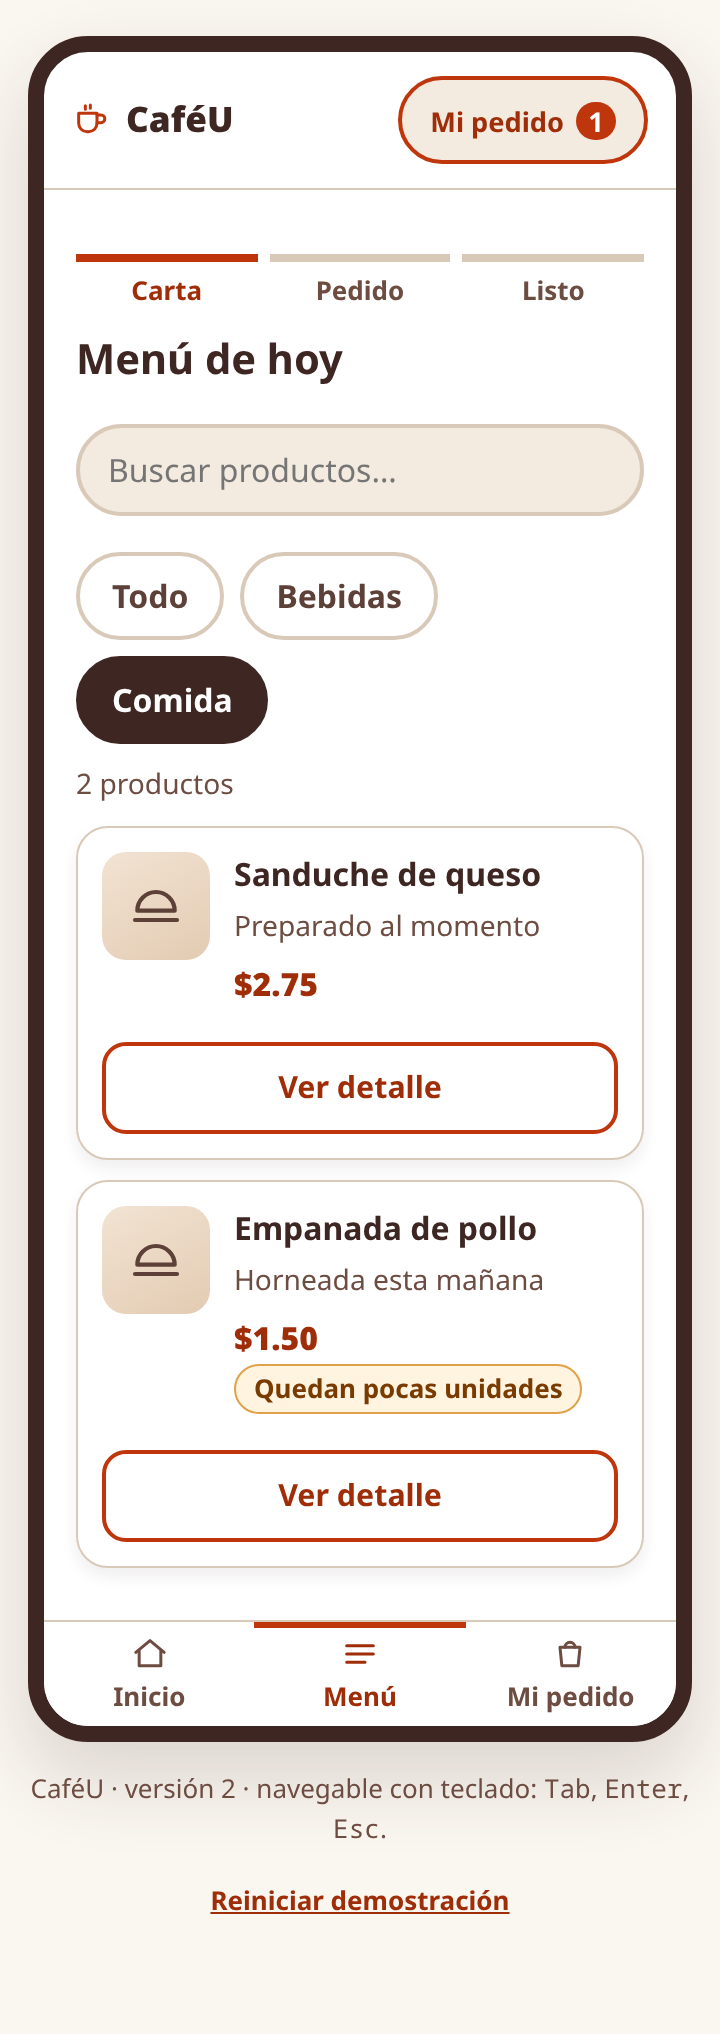 CaféU
Mi pedido 1
Carta
Pedido
Listo
Menú de hoy
Buscar productos...
Todo
Bebidas
Comida
2 productos
Sanduche de queso
Preparado al momento
$2.75
Ver detalle
Empanada de pollo
Horneada esta mañana
$1.50
Quedan pocas unidades
Ver detalle
Inicio
Menú
Mi pedido
CaféU · versión 2 · navegable con teclado: Tab, Enter,
Esc.
Reiniciar demostración